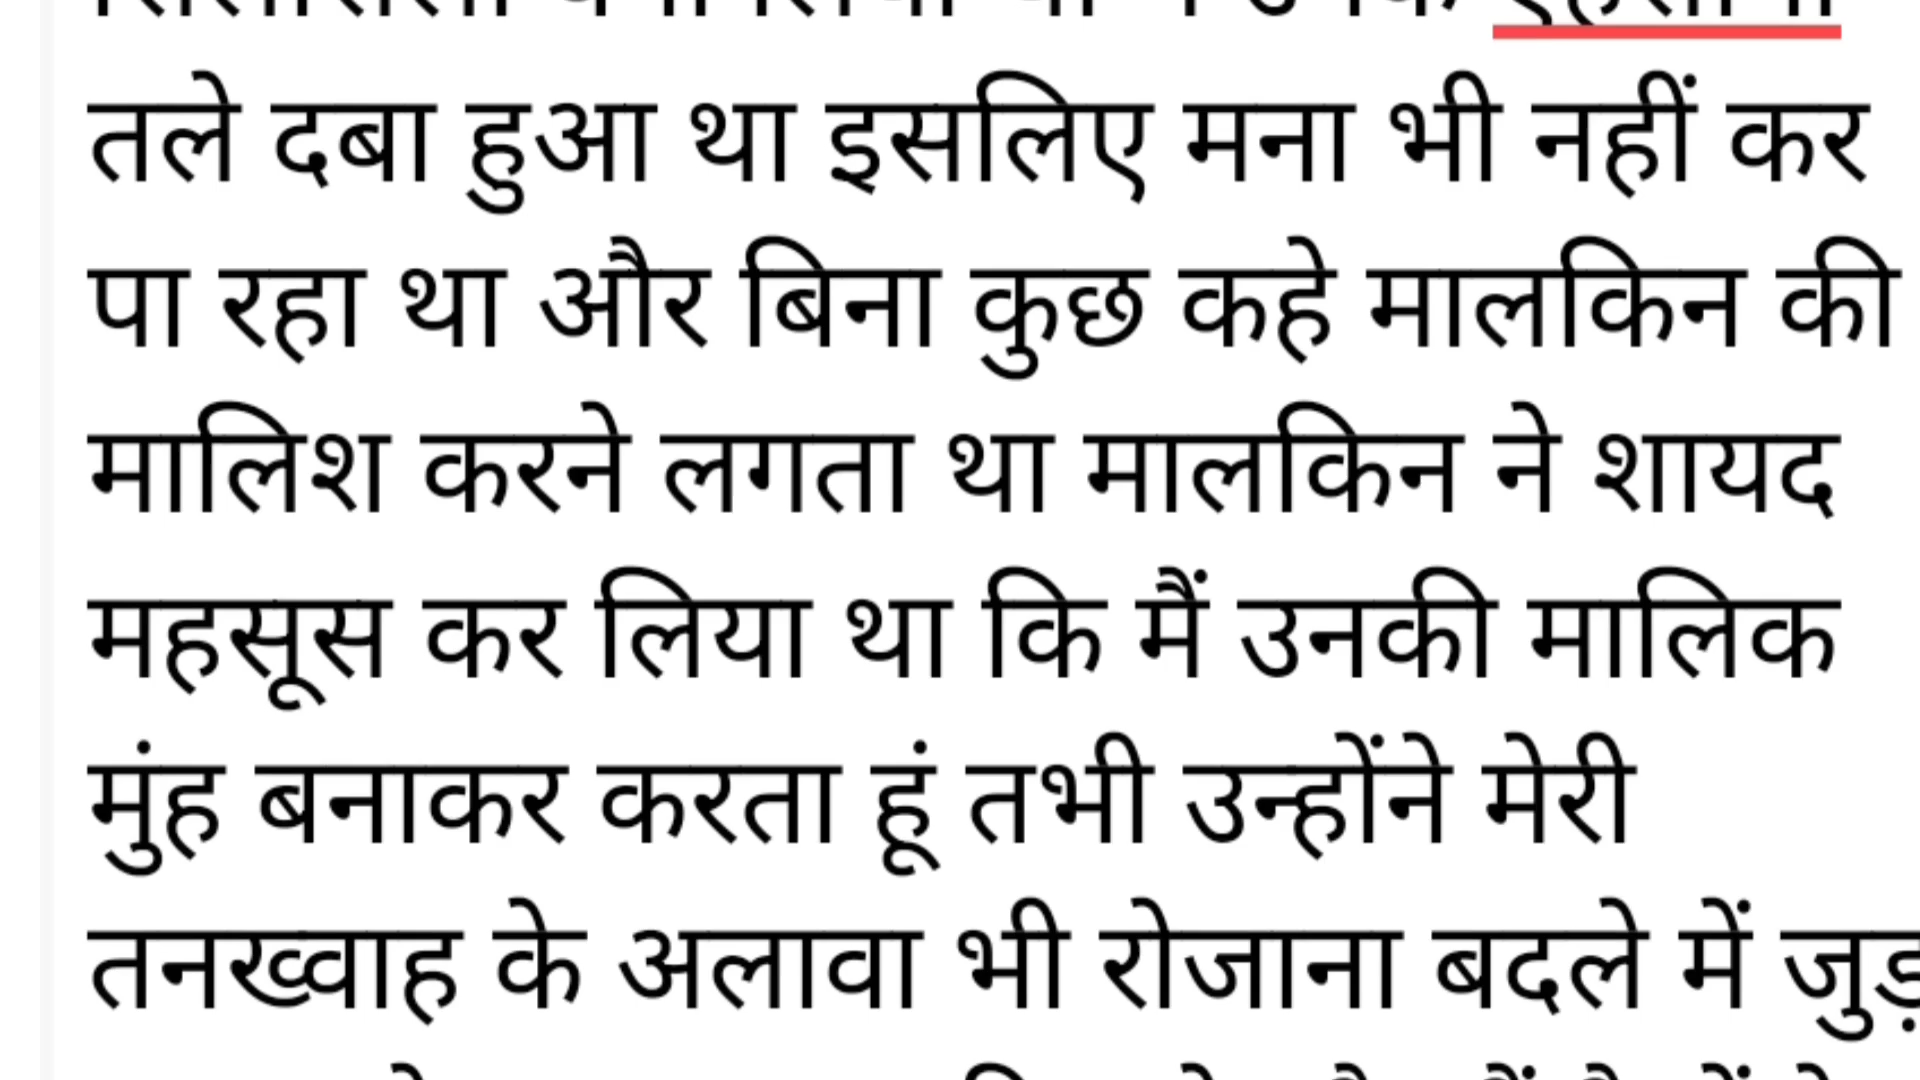 तले दबा हुआ था इसलिए मना भी नहीं कर
पा रहा था और बिना कुछ कहे मालकिन की
मालिश करने लगता था मालकिन ने शायद
महसूस कर लिया था कि मैं उनकी मालिक
मुंह बनाकर करता हूं तभी उन्होंने मेरी
तनख्वाह के अलावा भी रोजाना बदले में